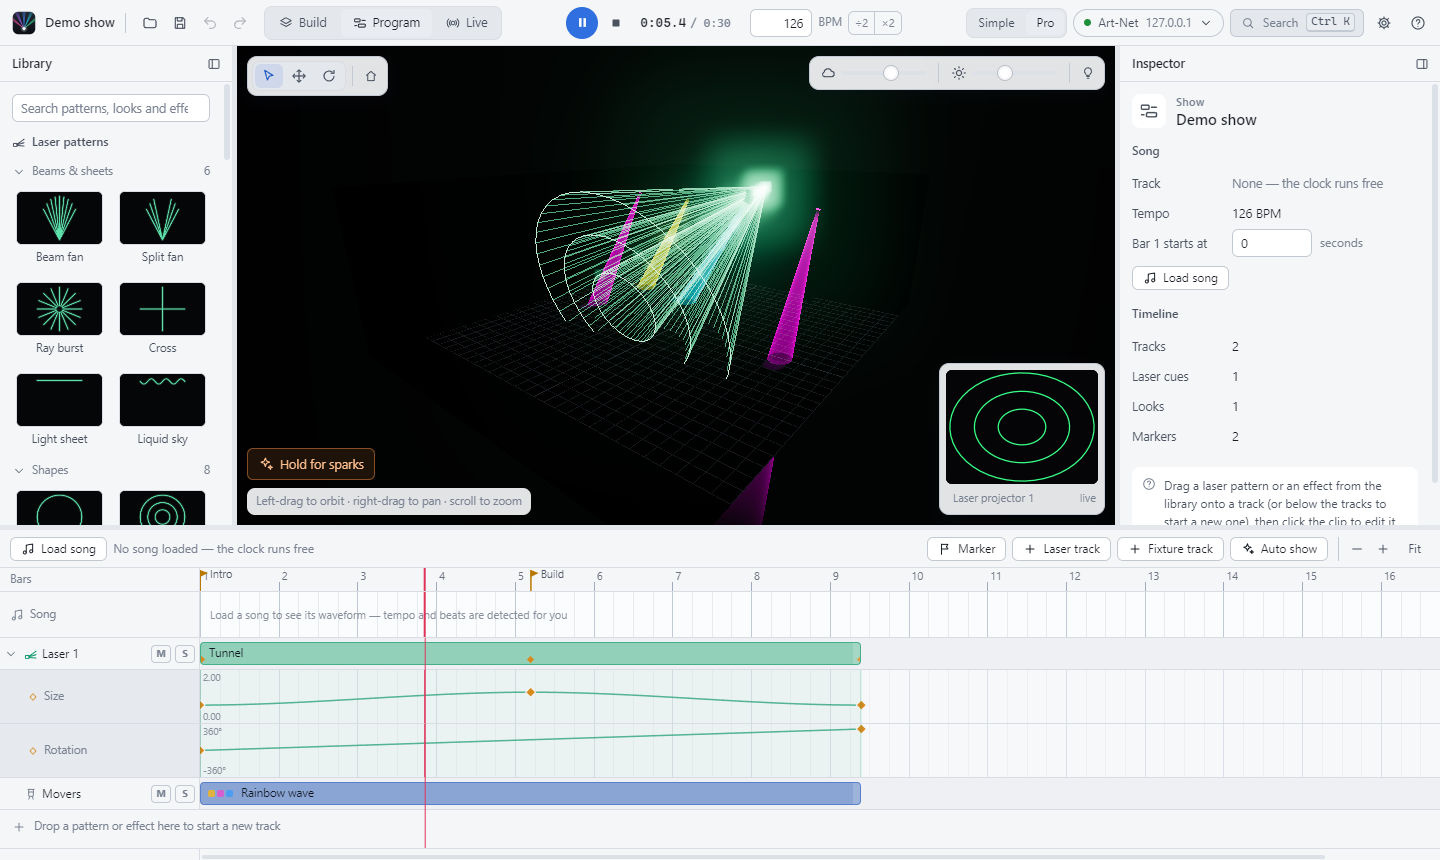 Demo show
Build
Program
Live
0:05.4 / 0:30
126
BPM
÷2
×2
Simple
Pro
Art-Net 127.0.0.1
Search
Ctrl K
Library
Search patterns, looks and effe
Laser patterns
Beams & sheets 6
Beam fan
Split fan
Ray burst
Cross
Light sheet
Liquid sky
Shapes 8
Hold for sparks
Left-drag to orbit · right-drag to pan · scroll to zoom
Laser projector 1 live
Inspector
Show
Demo show
Song
Track None — the clock runs free
Tempo 126 BPM
Bar 1 starts at 0 seconds
Load song
Timeline
Tracks 2
Laser cues 1
Looks 1
Markers 2
Drag a laser pattern or an effect from the
library onto a track (or below the tracks to
start a new one), then click the clip to edit it
Load song
No song loaded — the clock runs free
Marker
Laser track
Fixture track
Auto show
Fit
Bars
1 Intro 2 3 4 5 Build 6 7 8 9 10 11 12 13 14 15 16
Song
Load a song to see its waveform — tempo and beats are detected for you
Laser 1 M S
Tunnel
Size
2.00
0.00
Rotation
360°
-360°
Movers M S
Rainbow wave
Drop a pattern or effect here to start a new track